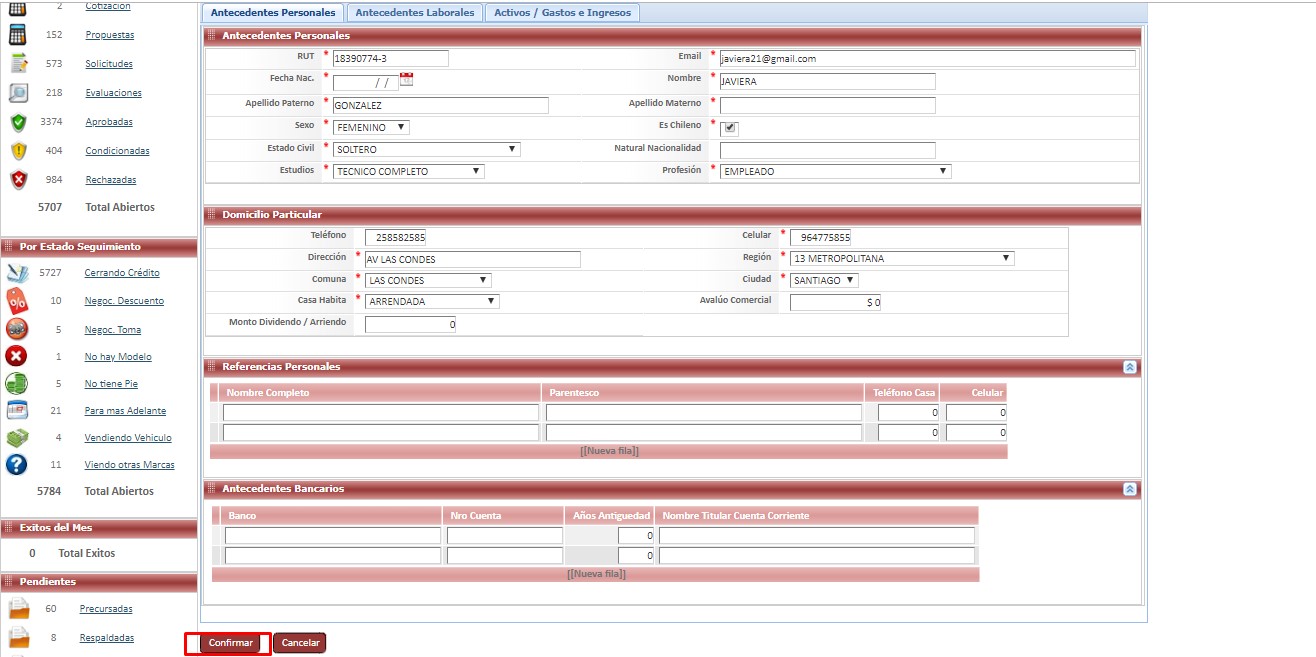 2 Cotización
152 Propuestas
573 Solicitudes
218 Evaluaciones
3374 Aprobadas
404 Condicionadas
984 Rechazadas
5707 Total Abiertos
Por Estado Seguimiento
5727 Cerrando Crédito
10 Negoc. Descuento
5 Negoc. Toma
1 No hay Modelo
5 No tiene Pie
21 Para mas Adelante
4 Vendiendo Vehiculo
11 Viendo otras Marcas
5784 Total Abiertos
Exitos del Mes
0 Total Exitos
Pendientes
60 Precursadas
8 Respaldadas
Antecedentes Personales Antecedentes Laborales Activos / Gastos e Ingresos
Antecedentes Personales
RUT * 18390774-3 Email * javiera21@gmail.com
Fecha Nac. * / / Nombre * JAVIERA
Apellido Paterno * GONZALEZ Apellido Materno *
Sexo * FEMENINO Es Chileno *
Estado Civil * SOLTERO Natural Nacionalidad
Estudios * TECNICO COMPLETO Profesión * EMPLEADO
Domicilio Particular
Teléfono 258582585 Celular * 964775855
Dirección * AV LAS CONDES Región * 13 METROPOLITANA
Comuna * LAS CONDES Ciudad * SANTIAGO
Casa Habita * ARRENDADA Avalúo Comercial $ 0
Monto Dividendo / Arriendo 0
Referencias Personales
Nombre Completo Parentesco Teléfono Casa Celular
0 0
0 0
[[Nueva fila]]
Antecedentes Bancarios
Banco Nro Cuenta Años Antiguedad Nombre Titular Cuenta Corriente
0
0
[[Nueva fila]]
Confirmar Cancelar